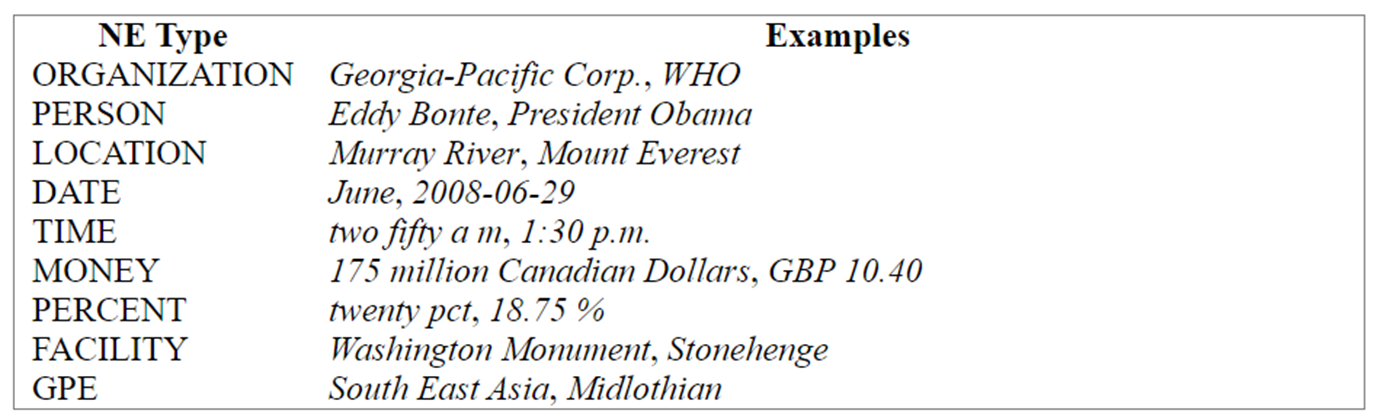 NE Type Examples
ORGANIZATION Georgia-Pacific Corp., WHO
PERSON Eddy Bonte, President Obama
LOCATION Murray River, Mount Everest
DATE June, 2008-06-29
TIME two fifty a m, 1:30 p.m.
MONEY 175 million Canadian Dollars, GBP 10.40
PERCENT twenty pct, 18.75 %
FACILITY Washington Monument, Stonehenge
GPE South East Asia, Midlothian